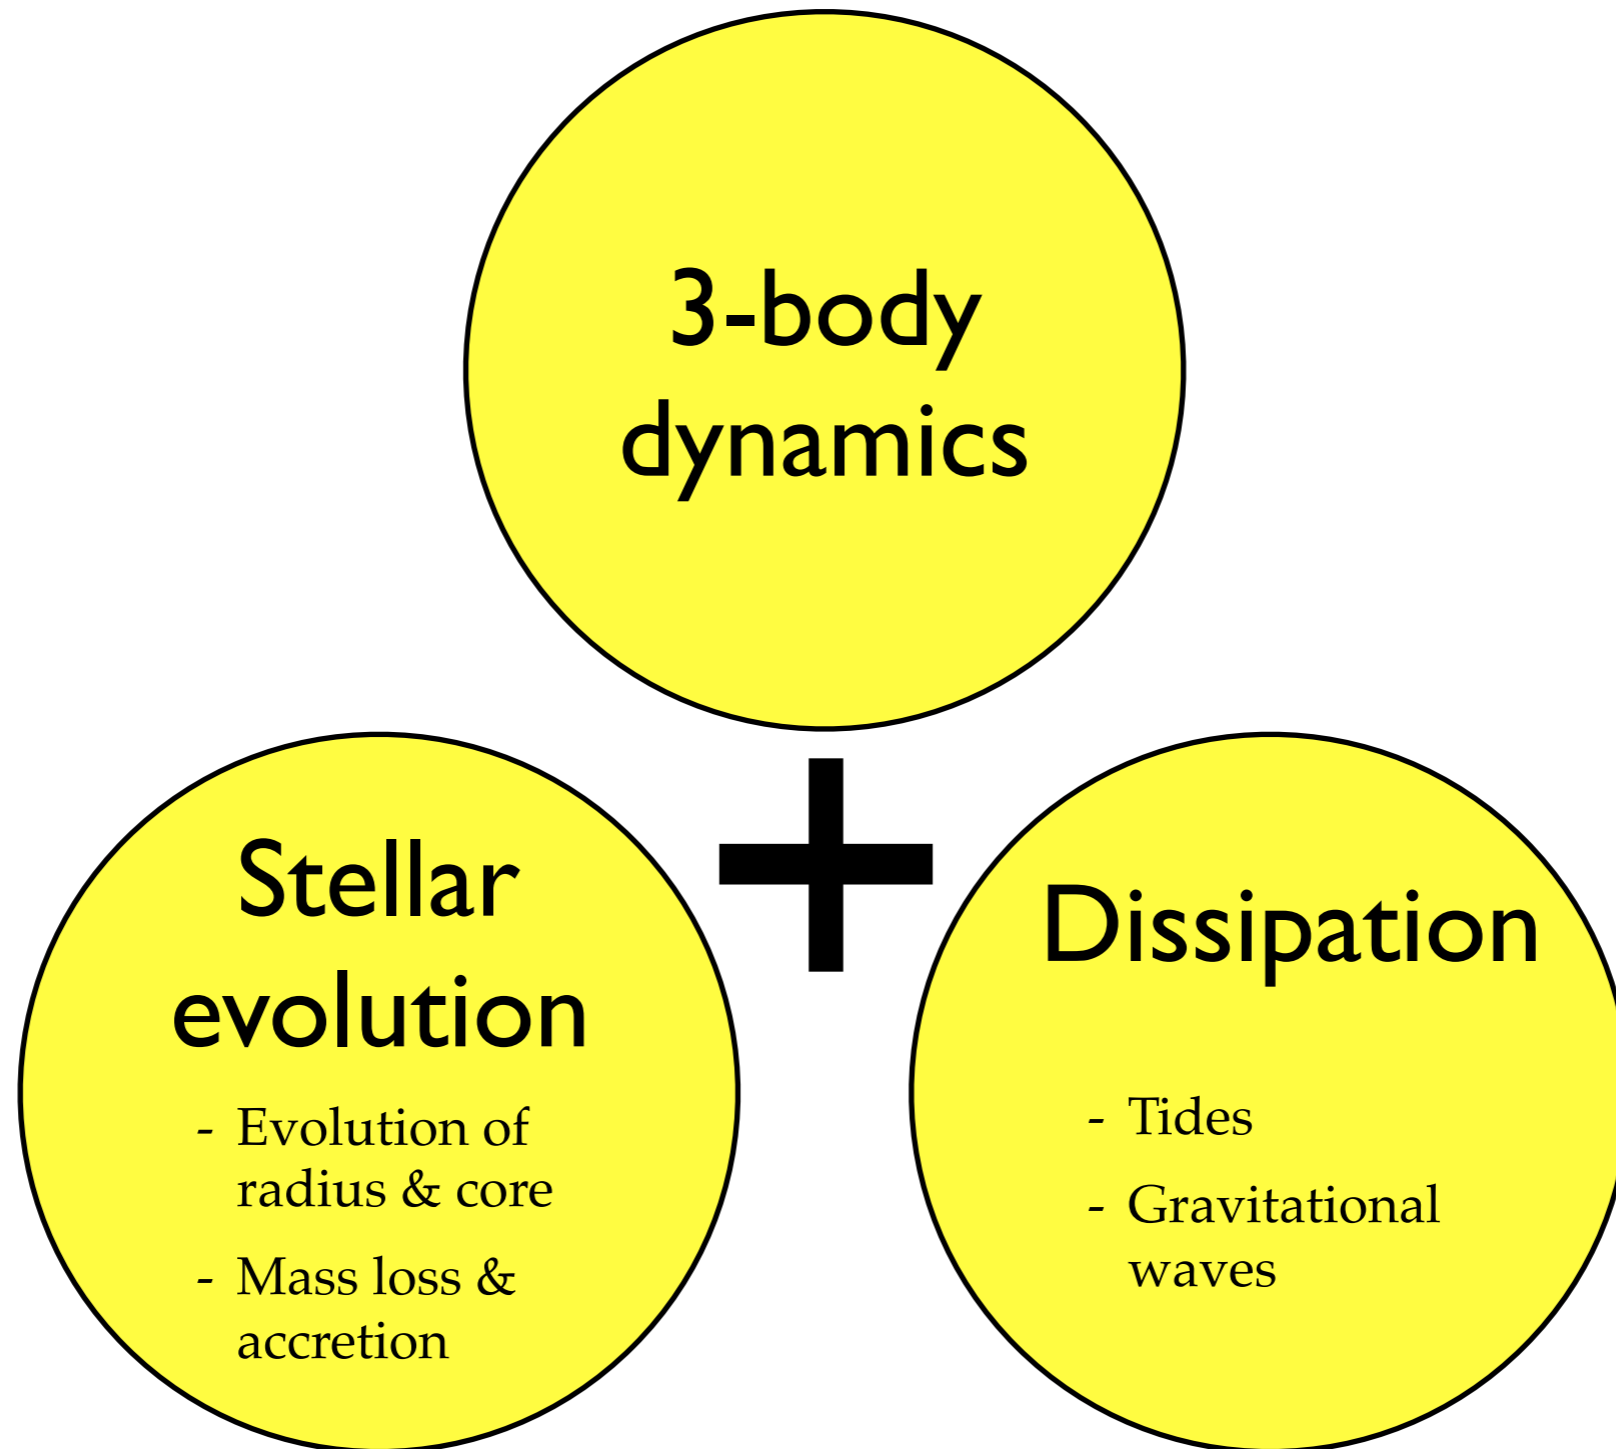 3-body
dynamics
Stellar
evolution
- Evolution of
radius & core
- Mass loss &
accretion
+
Dissipation
- Tides
- Gravitational
waves